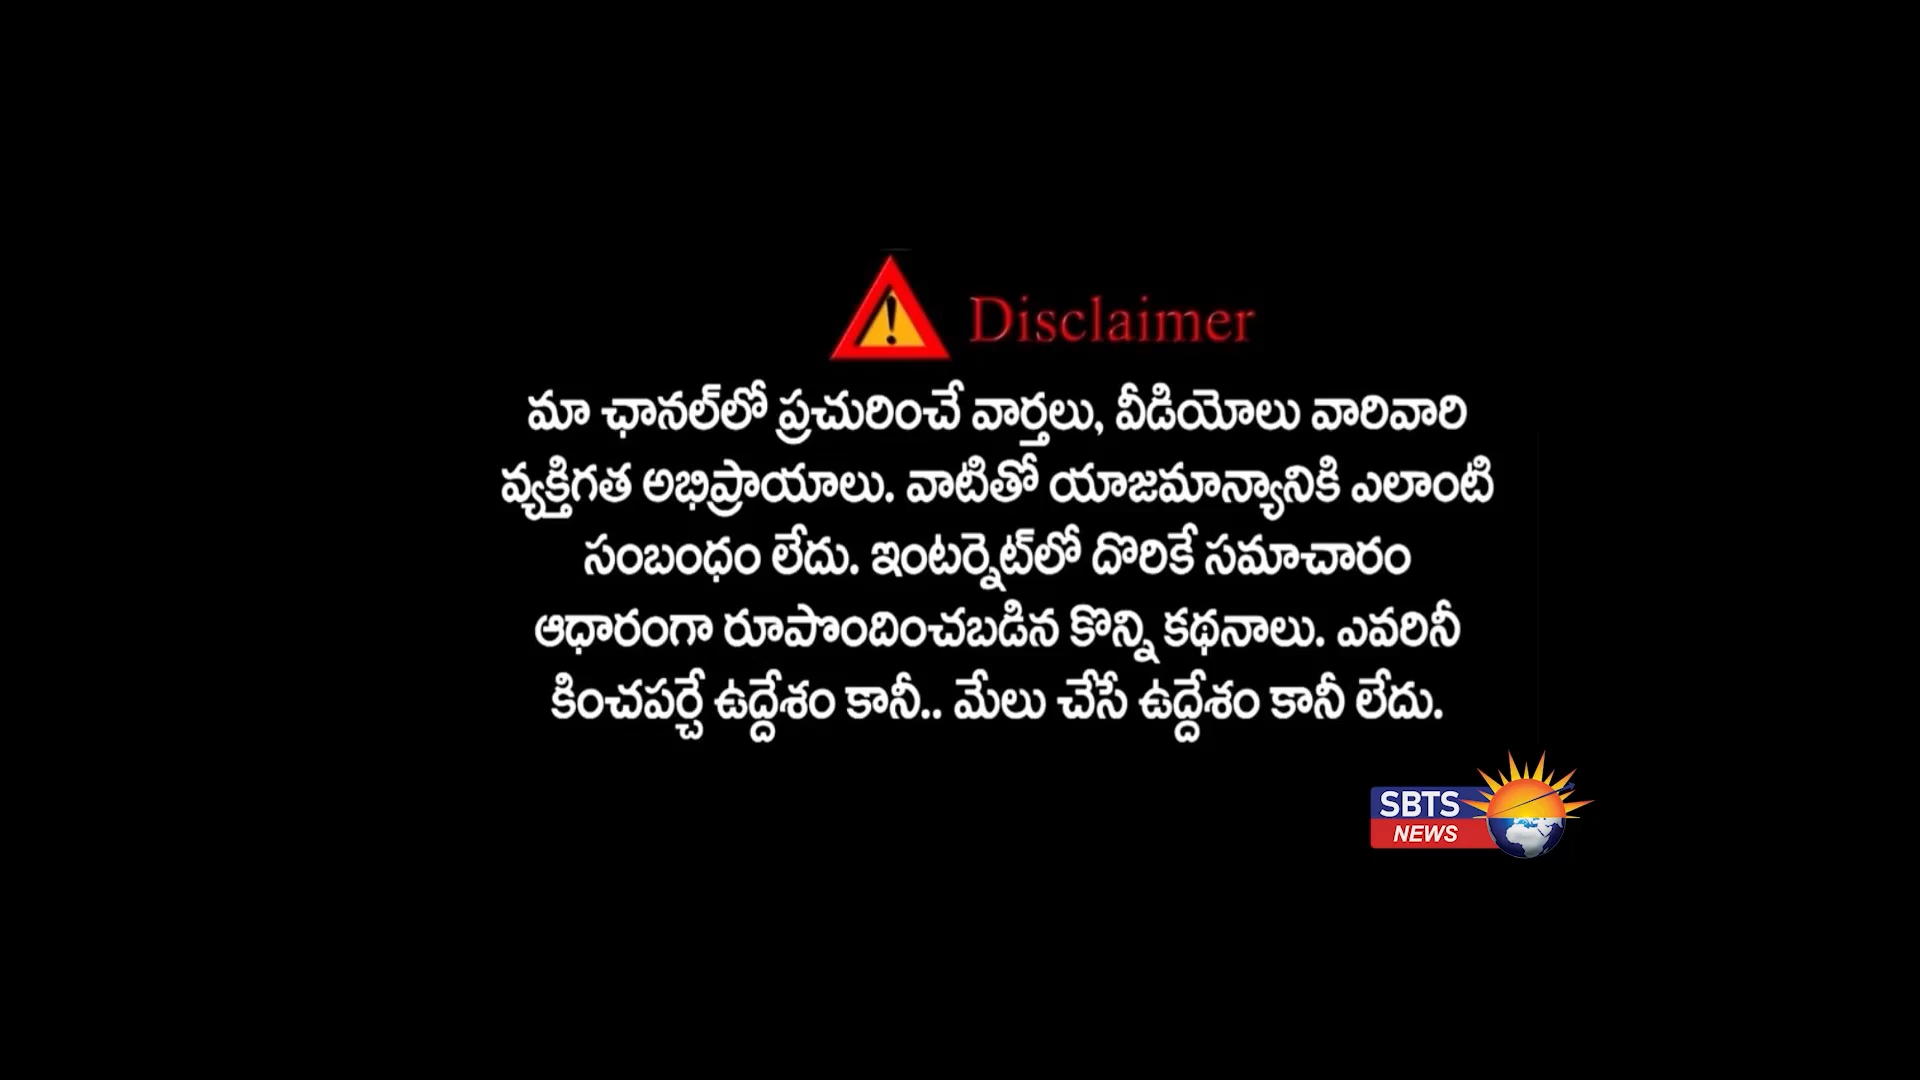 Disclaimer
మా ఛానల్‌లో ప్రచురించే వార్తలు, వీడియోలు వారివారి
వ్యక్తిగత అభిప్రాయాలు. వాటితో యాజమాన్యానికి ఎలాంటి
సంబంధం లేదు. ఇంటర్నెట్‌లో దొరికే సమాచారం
ఆధారంగా రూపొందించబడిన కొన్ని కథనాలు. ఎవరినీ
కించపర్చే ఉద్దేశం కానీ.. మేలు చేసే ఉద్దేశం కానీ లేదు.
SBTS
NEWS